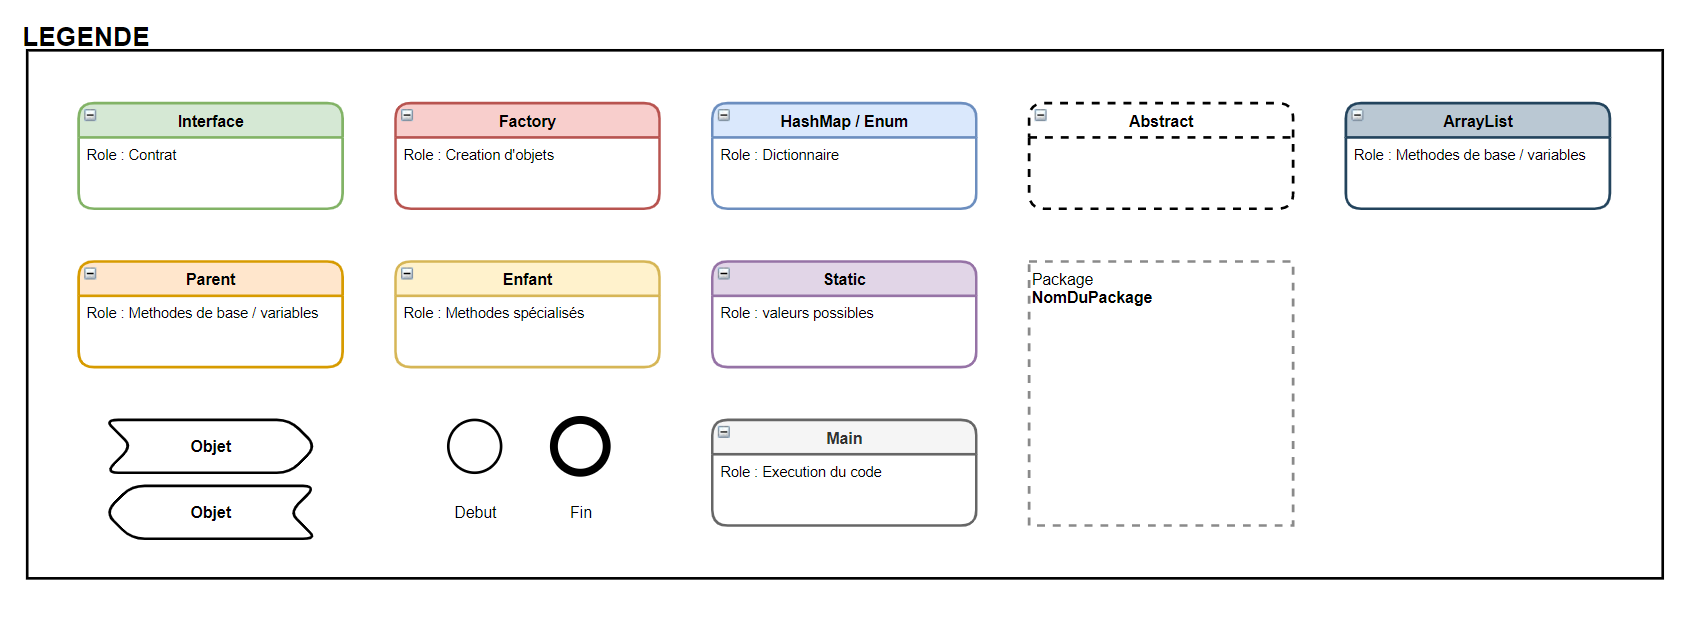 LEGENDE
Interface
Role : Contrat
Factory
Role : Creation d'objets
HashMap / Enum
Role : Dictionnaire
Abstract
ArrayList
Role : Methodes de base / variables
Parent
Role : Methodes de base / variables
Enfant
Role : Methodes spécialisés
Static
Role : valeurs possibles
Package
NomDuPackage
Objet
Objet
Debut
Fin
Main
Role : Execution du code